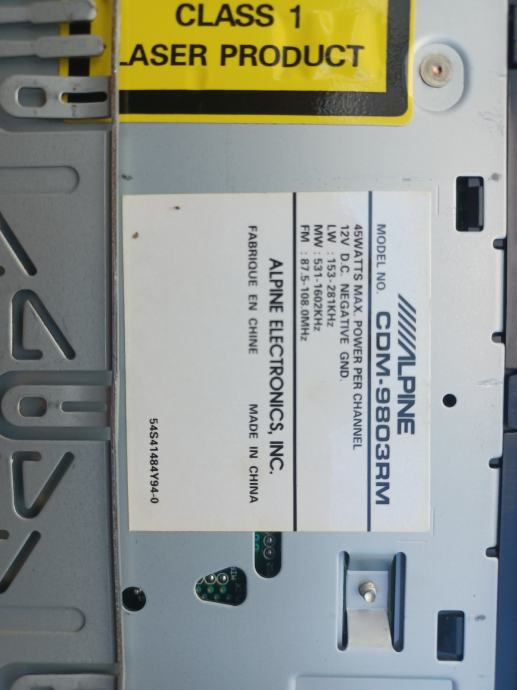 CLASS 1
LASER PRODUCT
ALPINE
MODEL NO. CDM-9803RM
45WATTS MAX. POWER PER CHANNEL
12V D.C. NEGATIVE GND.
LW : 153-281KHz
MW : 531-1602KHz
FM : 87.5-108.0MHz
ALPINE ELECTRONICS, INC.
FABRIQUE EN CHINE MADE IN CHINA
54S41484Y94-0